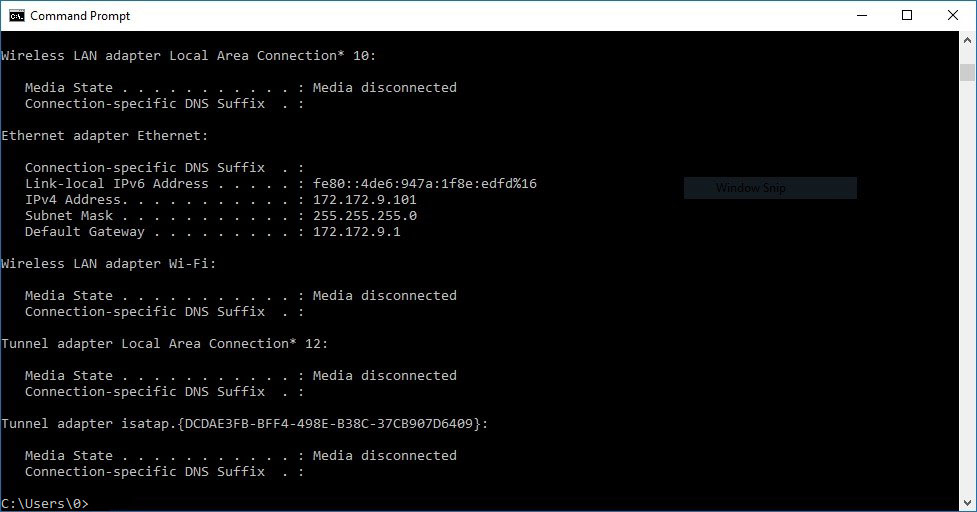 Command Prompt
Wireless LAN adapter Local Area Connection* 10:
Media State . . . . . . . . . . . : Media disconnected
Connection-specific DNS Suffix  . :
Ethernet adapter Ethernet:
Connection-specific DNS Suffix  . :
Link-local IPv6 Address . . . . . : fe80::4de6:947a:1f8e:edfd%16
Window Snip
IPv4 Address. . . . . . . . . . . : 172.172.9.101
Subnet Mask . . . . . . . . . . . : 255.255.255.0
Default Gateway . . . . . . . . . : 172.172.9.1
Wireless LAN adapter Wi-Fi:
Media State . . . . . . . . . . . : Media disconnected
Connection-specific DNS Suffix  . :
Tunnel adapter Local Area Connection* 12:
Media State . . . . . . . . . . . : Media disconnected
Connection-specific DNS Suffix  . :
Tunnel adapter isatap.{DCDAE3FB-BFF4-498E-B38C-37CB907D6409}:
Media State . . . . . . . . . . . : Media disconnected
Connection-specific DNS Suffix  . :
C:\Users\0>